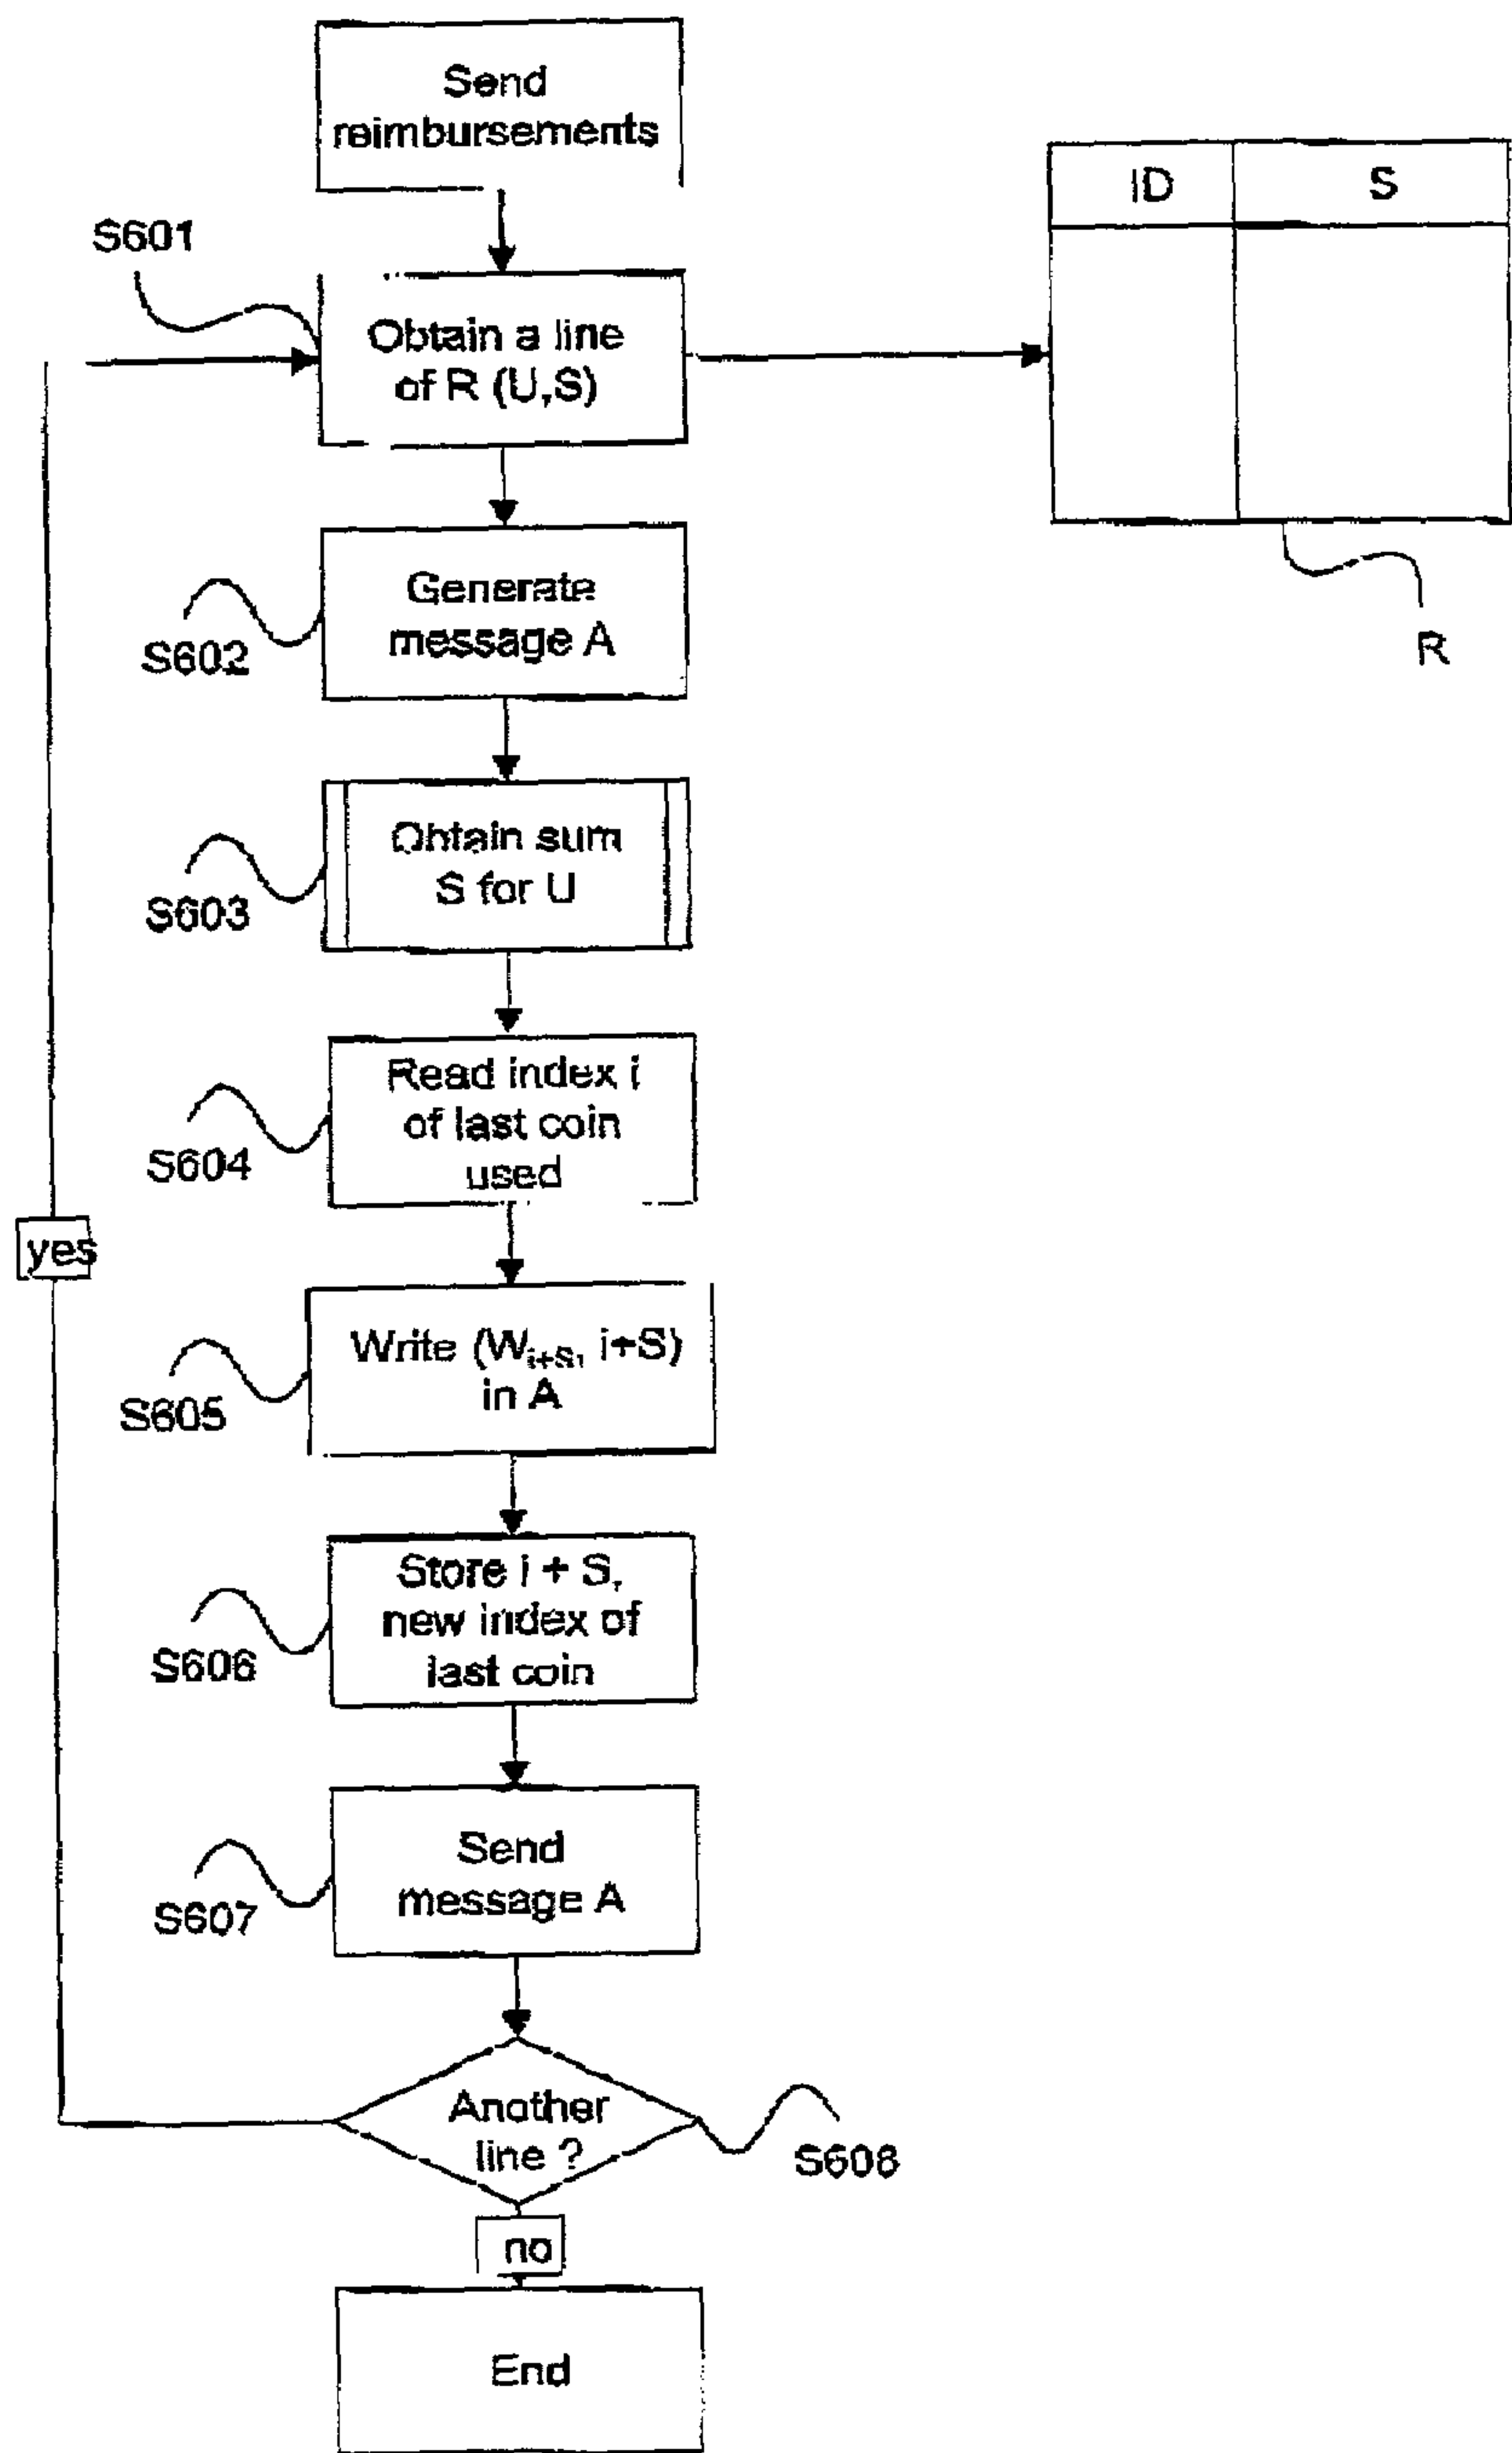 Send
reimbursements
ID
S
S601
Obtain a line
of R (U,S)
Generate
message A
S602
R
Obtain sum
S for U
S603
Read index i
of last coin
used
S604
yes
Write (W_{i+S}, i+S)
in A
S605
Store i + S,
new index of
last coin
S606
Send
message A
S607
Another
line ?
S608
no
End